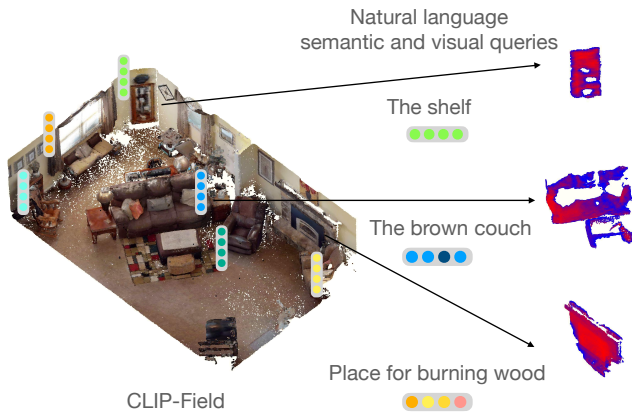 Natural language
semantic and visual queries
The shelf
The brown couch
Place for burning wood
CLIP-Field